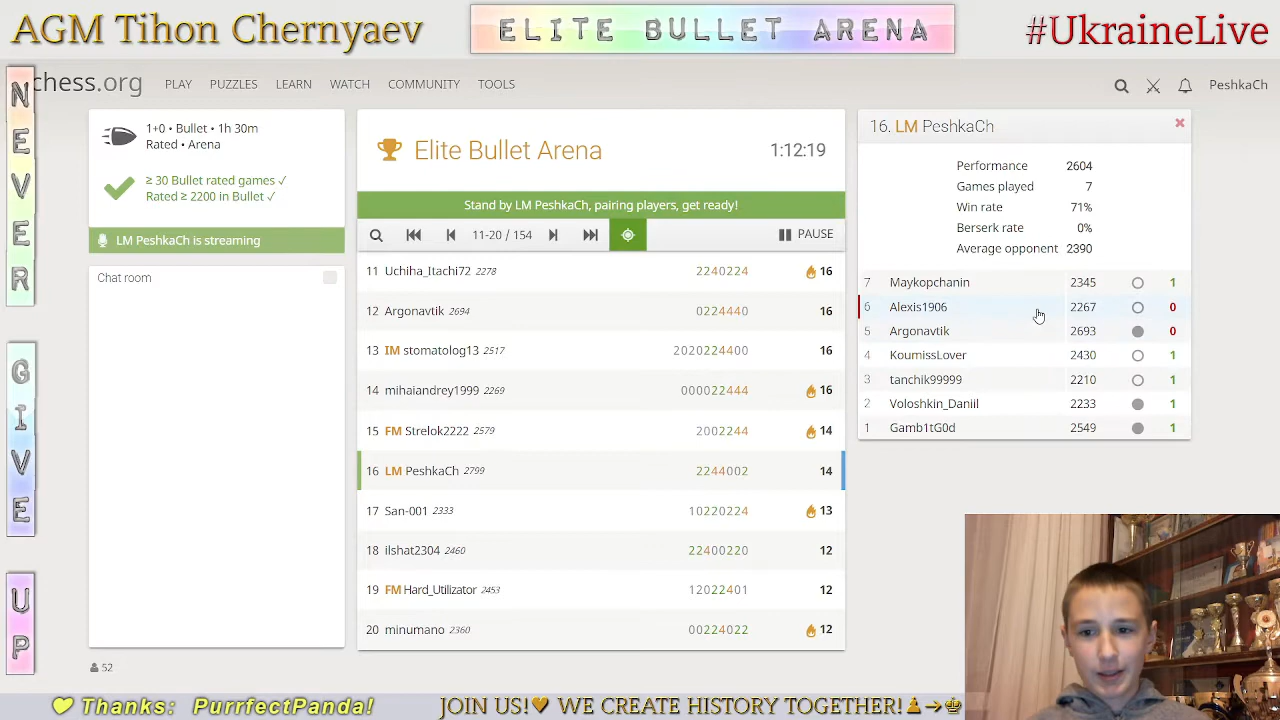 AGM Tihon Chernyaev
ELITE BULLET ARENA
#UkraineLive
NEVER
GIVE
UP
chess.org
PLAY
PUZZLES
LEARN
WATCH
COMMUNITY
TOOLS
PeshkaCh
1+0 • Bullet • 1h 30m
Rated • Arena
≥ 30 Bullet rated games ✓
Rated ≥ 2200 in Bullet ✓
LM PeshkaCh is streaming
Chat room
52
Elite Bullet Arena
1:12:19
Stand by LM PeshkaCh, pairing players, get ready!
11-20 / 154
PAUSE
11 Uchiha_Itachi72 2278 2240224 16
12 Argonavtik 2694 0224440 16
13 IM stomatolog13 2517 2020224400 16
14 mihaiandrey1999 2269 0000022444 16
15 FM Strelok2222 2579 2002244 14
16 LM PeshkaCh 2799 2244002 14
17 San-001 2333 10220224 13
18 ilshat2304 2460 22400220 12
19 FM Hard_Utilizator 2453 12022401 12
20 minumano 2360 00224022 12
16. LM PeshkaCh
Performance 2604
Games played 7
Win rate 71%
Berserk rate 0%
Average opponent 2390
7 Maykopchanin 2345 1
6 Alexis1906 2267 0
5 Argonavtik 2693 0
4 KoumissLover 2430 1
3 tanchik99999 2210 1
2 Voloshkin_Daniil 2233 1
1 Gamb1tG0d 2549 1
Thanks: PurrfectPanda!
JOIN US! WE CREATE HISTORY TOGETHER!